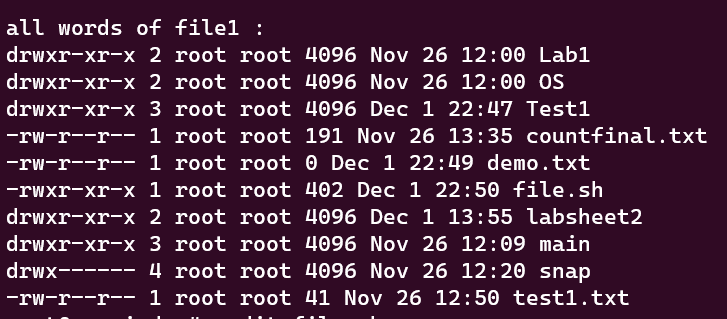 all words of file1 :
drwxr-xr-x 2 root root 4096 Nov 26 12:00 Lab1
drwxr-xr-x 2 root root 4096 Nov 26 12:00 OS
drwxr-xr-x 3 root root 4096 Dec 1 22:47 Test1
-rw-r--r-- 1 root root 191 Nov 26 13:35 countfinal.txt
-rw-r--r-- 1 root root 0 Dec 1 22:49 demo.txt
-rwxr-xr-x 1 root root 402 Dec 1 22:50 file.sh
drwxr-xr-x 2 root root 4096 Dec 1 13:55 labsheet2
drwxr-xr-x 3 root root 4096 Nov 26 12:09 main
drwx------ 4 root root 4096 Nov 26 12:20 snap
-rw-r--r-- 1 root root 41 Nov 26 12:50 test1.txt